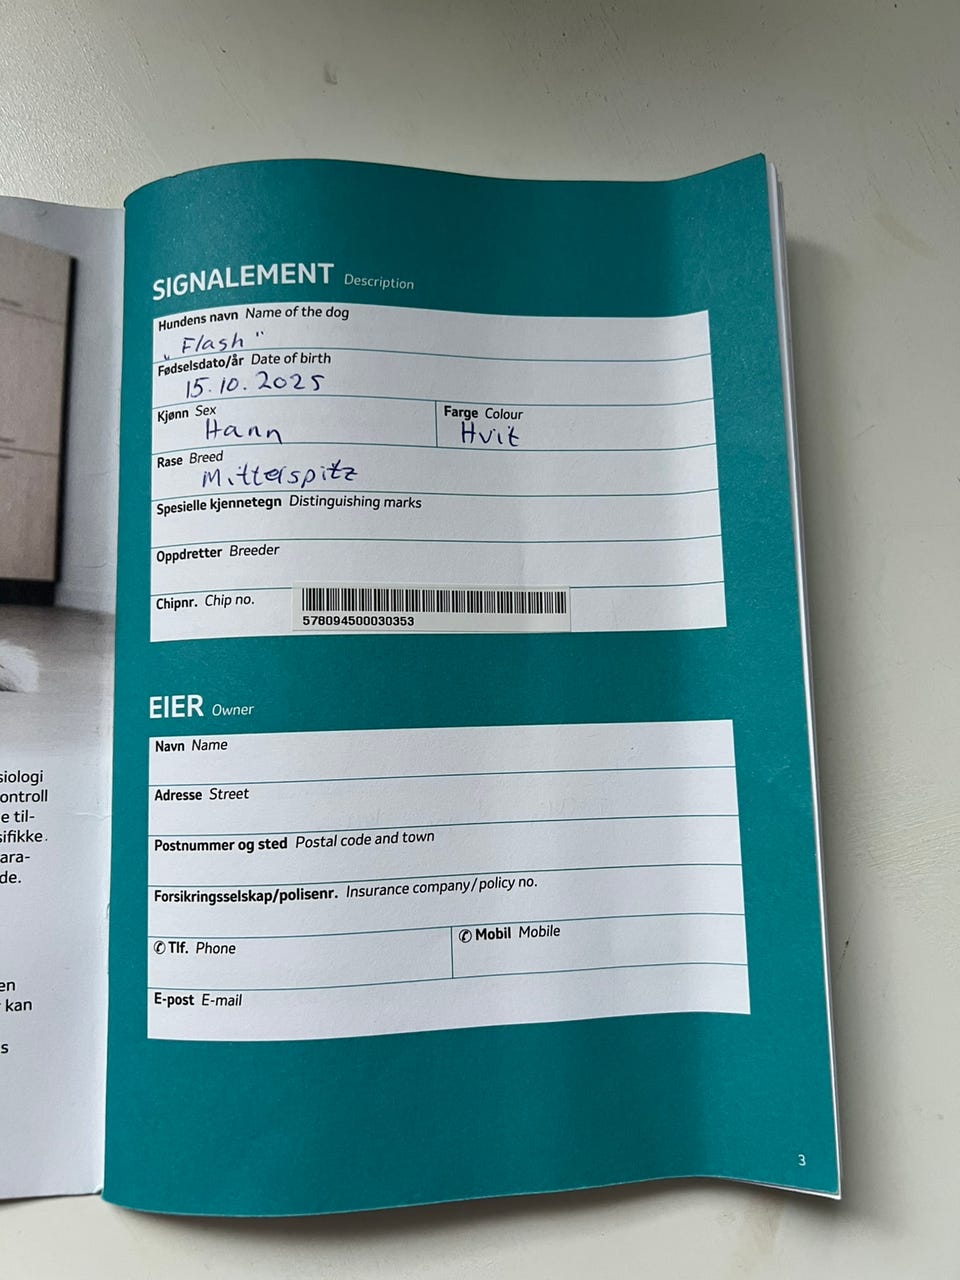 SIGNALEMENT Description
Hundens navn Name of the dog
„Flash"
Fødselsdato/år Date of birth
15.10.2025
Kjønn Sex
Hann
Farge Colour
Hvit
Rase Breed
Mitterspitz
Spesielle kjennetegn Distinguishing marks
Oppdretter Breeder
Chipnr. Chip no.
578094500030353
EIER Owner
Navn Name
Adresse Street
Postnummer og sted Postal code and town
Forsikringsselskap/polisenr. Insurance company/policy no.
✆ Tlf. Phone
✆ Mobil Mobile
E-post E-mail
3
siologi
ontroll
e til-
sifikke.
ara-
de.
en
kan
s